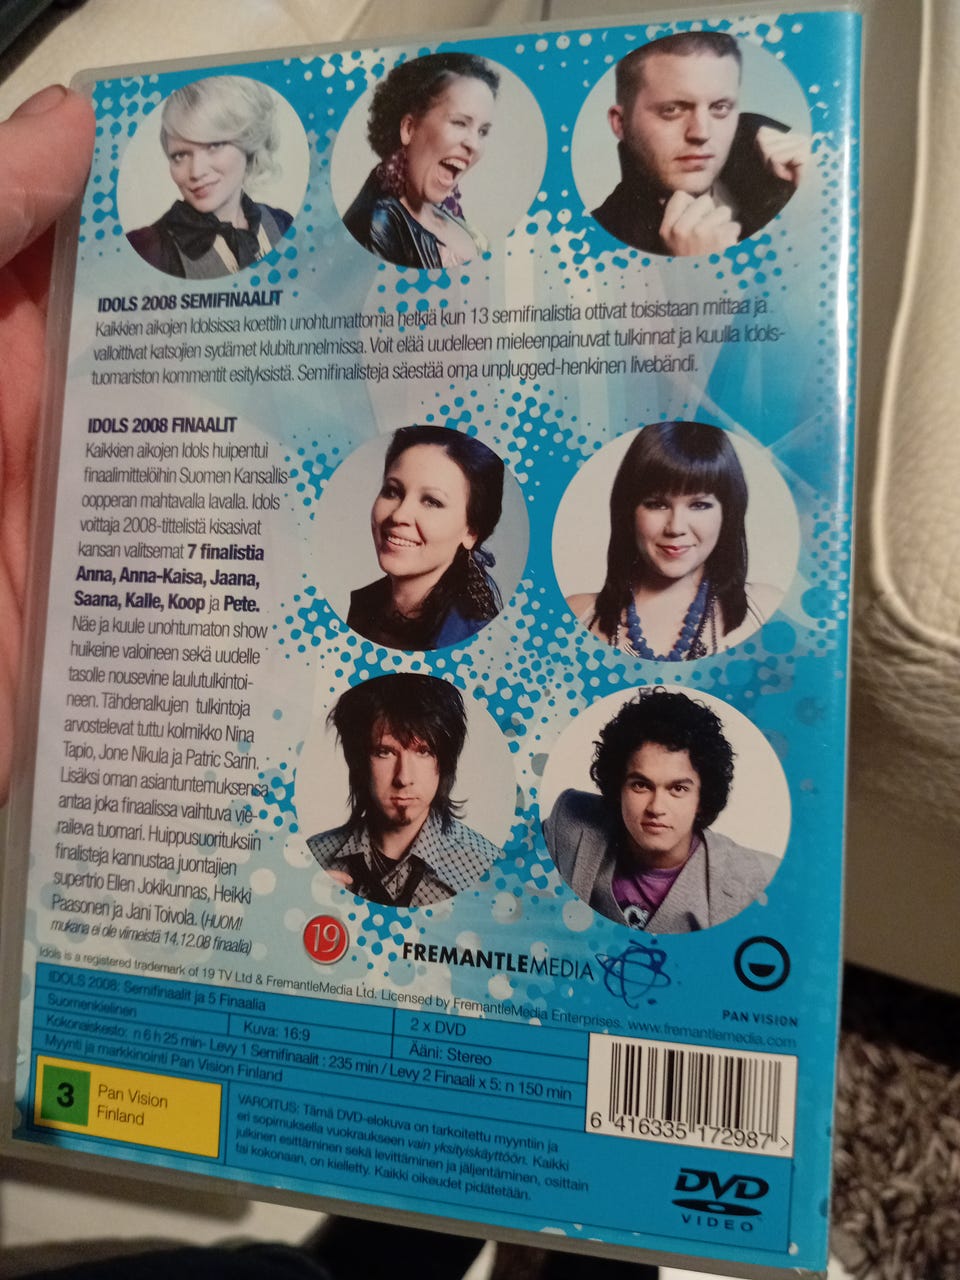 IDOLS 2008 SEMIFINAALIT
Kaikkien aikojen Idolsissa koettiin unohtumattomia hetkiä kun 13 semifinalistia ottivat toisistaan mittaa ja
valloittivat katsojien sydämet klubitunnelmissa. Voit elää uudelleen mieleenpainuvat tulkinnat ja kuulla Idols-
tuomariston kommentit esityksistä. Semifinalisteja säestää oma unplugged-henkinen livebändi.
IDOLS 2008 FINAALIT
Kaikkien aikojen Idols huipentui
finaalimittelöihin Suomen Kansallis
oopperan mahtavalla lavalla. Idols
voittaja 2008-tittelistä kisasivat
kansan valitsemat 7 finalistia
Anna, Anna-Kaisa, Jaana,
Saana, Kalle, Koop ja Pete.
Näe ja kuule unohtumaton show
huikeine valoineen sekä uudelle
tasolle nousevine laulutulkintoi-
neen. Tähdenalkujen tulkintoja
arvostelevat tuttu kolmikko Nina
Tapio, Jone Nikula ja Patric Sarin.
Lisäksi oman asiantuntemuksensa
antaa joka finaalissa vaihtuva vie-
raileva tuomari. Huippusuorituksiin
finalisteja kannustaa juontajien
supertrio Ellen Jokikunnas, Heikki
Paasonen ja Jani Toivola. (HUOM!
mukana ei ole viimeistä 14.12.08 finaalia)
19
FREMANTLEMEDIA
PAN VISION
Idols is a registered trademark of 19 TV Ltd & FremantleMedia Ltd. Licensed by FremantleMedia Enterprises. www.fremantlemedia.com
IDOLS 2008: Semifinaalit ja 5 Finaalia
Suomenkielinen
Kuva: 16:9
2 x DVD
Ääni: Stereo
Kokonaiskesto: n 6 h 25 min- Levy 1 Semifinaalit : 235 min / Levy 2 Finaali x 5: n 150 min
Myynti ja markkinointi Pan Vision Finland
3
Pan Vision
Finland
VAROITUS: Tämä DVD-elokuva on tarkoitettu myyntiin ja
eri sopimuksella vuokraukseen vain yksityiskäyttöön. Kaikki
julkinen esittäminen sekä levittäminen ja jäljentäminen, osittain
tai kokonaan, on kielletty. Kaikki oikeudet pidätetään.
6 416335 172987 >
DVD
VIDEO